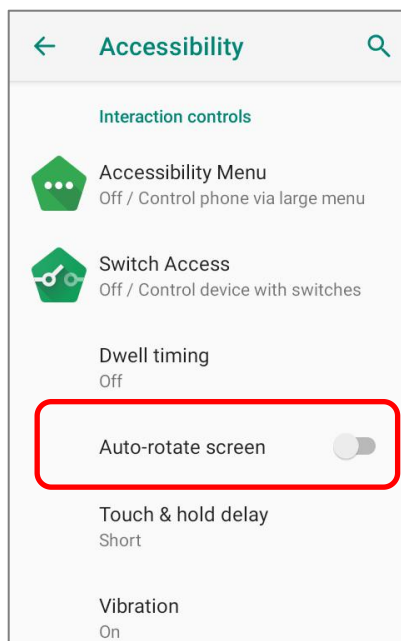 Accessibility
Interaction controls
Accessibility Menu
Off / Control phone via large menu
Switch Access
Off / Control device with switches
Dwell timing
Off
Auto-rotate screen
Touch & hold delay
Short
Vibration
On